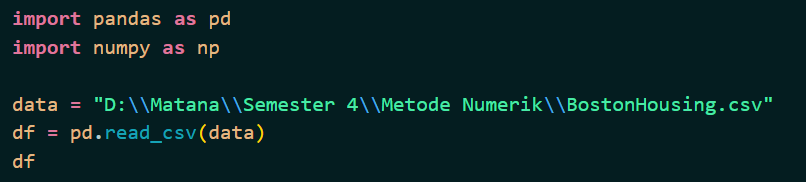 import pandas as pd
import numpy as np
data = "D:\\Matana\\Semester 4\\Metode Numerik\\BostonHousing.csv"
df = pd.read_csv(data)
df